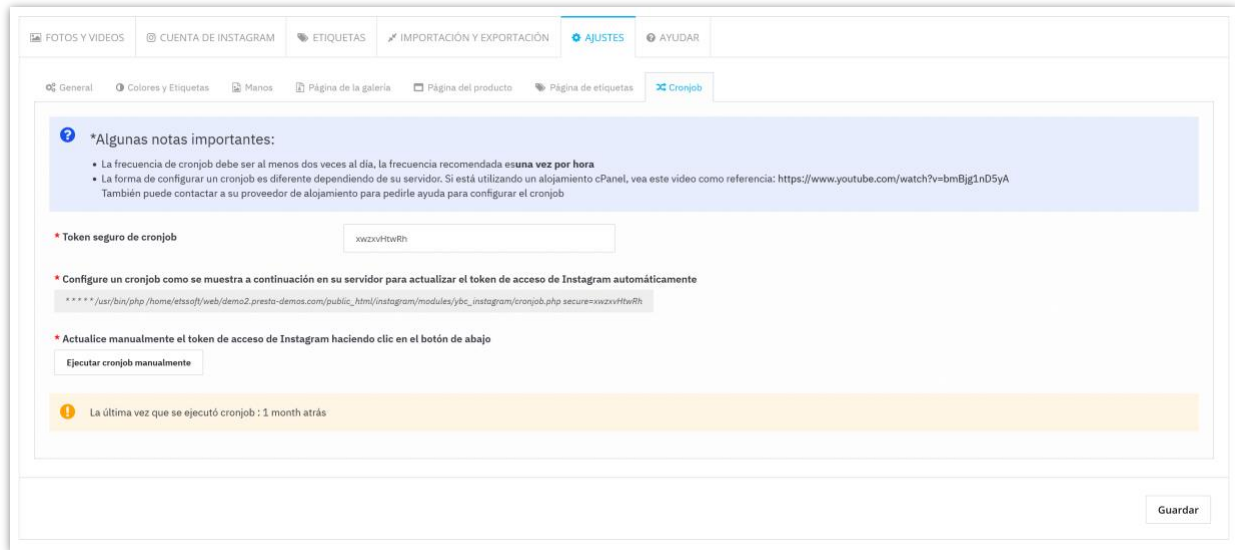 FOTOS Y VIDEOS CUENTA DE INSTAGRAM ETIQUETAS IMPORTACIÓN Y EXPORTACIÓN AJUSTES AYUDAR
General Colores y Etiquetas Manos Página de la galería Página del producto Página de etiquetas Cronjob
*Algunas notas importantes:
• La frecuencia de cronjob debe ser al menos dos veces al día, la frecuencia recomendada esuna vez por hora
• La forma de configurar un cronjob es diferente dependiendo de su servidor. Si está utilizando un alojamiento cPanel, vea este video como referencia: https://www.youtube.com/watch?v=bmBjg1nD5yA
También puede contactar a su proveedor de alojamiento para pedirle ayuda para configurar el cronjob
* Token seguro de cronjob xwzxvHtwRh
* Configure un cronjob como se muestra a continuación en su servidor para actualizar el token de acceso de Instagram automáticamente
* * * * * /usr/bin/php /home/etssoft/web/demo2.presta-demos.com/public_html/instagram/modules/ybc_instagram/cronjob.php secure=xwzxvHtwRh
* Actualice manualmente el token de acceso de Instagram haciendo clic en el botón de abajo
Ejecutar cronjob manualmente
La última vez que se ejecutó cronjob : 1 month atrás
Guardar